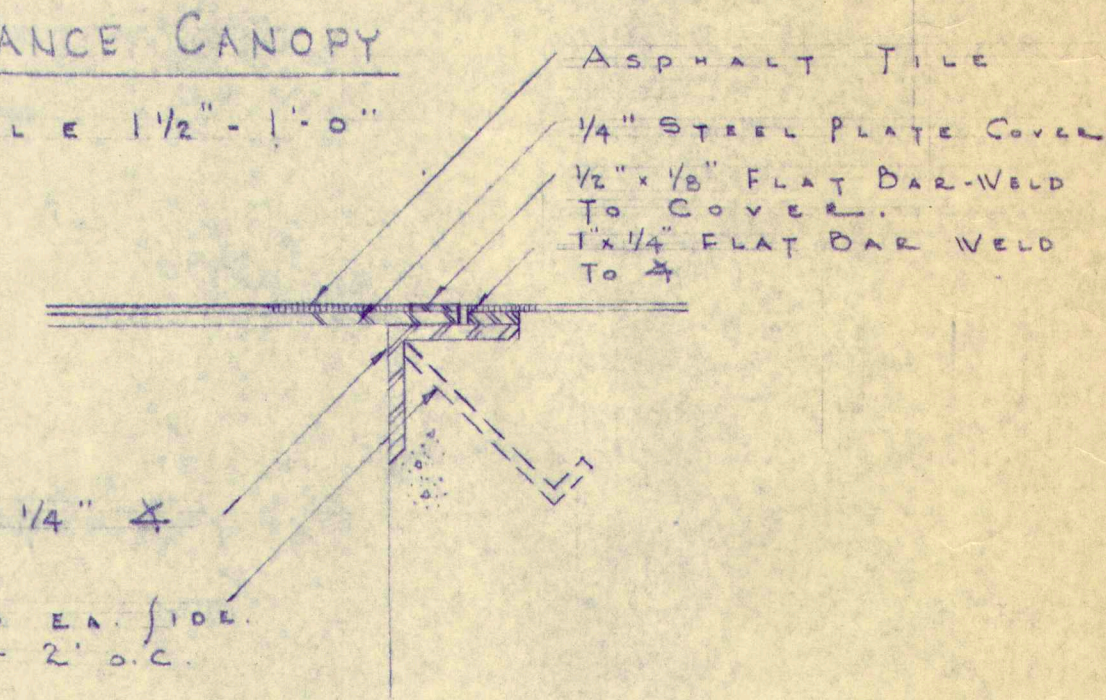 ANCE CANOPY
LE 1 1/2" - 1'-0"
ASPHALT TILE
1/4" STEEL PLATE COVER
1/2" x 1/8" FLAT BAR-WELD
TO COVER.
1" x 1/4" FLAT BAR WELD
TO ∡
1/4" ∡
EA. SIDE.
2' O.C.